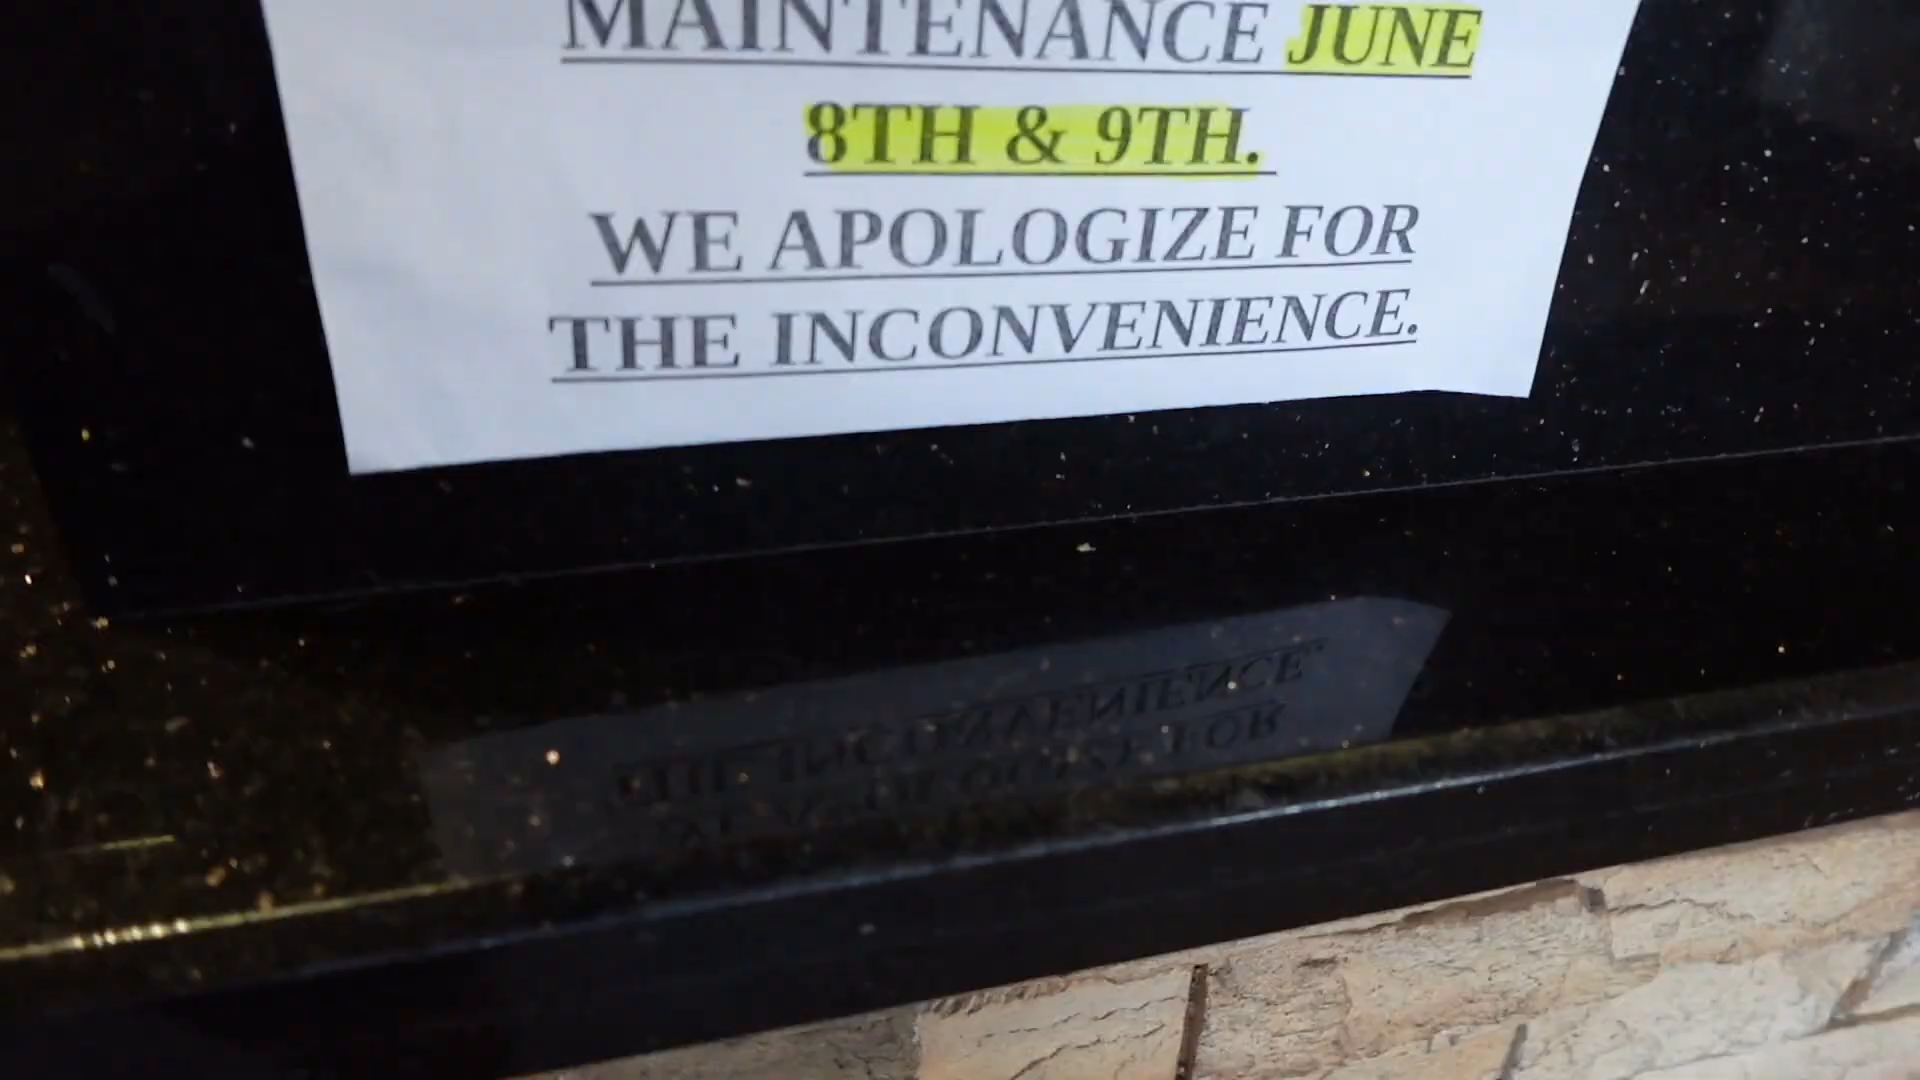 MAINTENANCE JUNE
8TH & 9TH.
WE APOLOGIZE FOR
THE INCONVENIENCE.